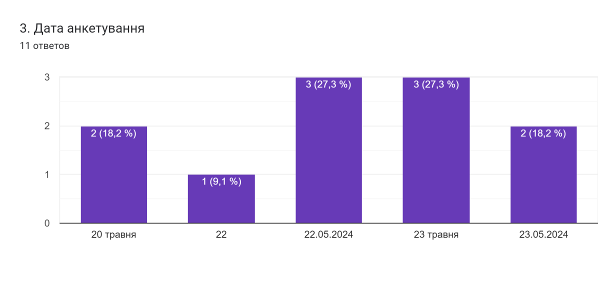 3. Дата анкетування
11 ответов
3
2
1
0
2 (18,2 %)
1 (9,1 %)
3 (27,3 %)
3 (27,3 %)
2 (18,2 %)
20 травня
22
22.05.2024
23 травня
23.05.2024